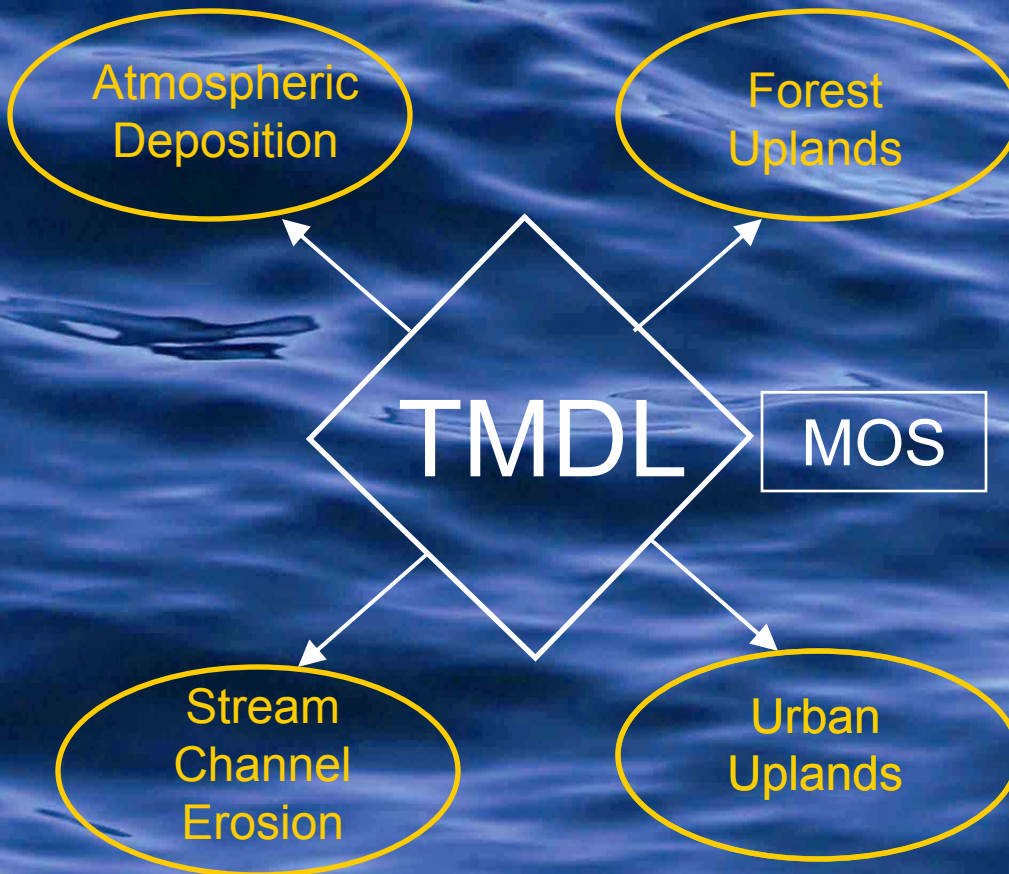 Atmospheric
Deposition
Forest
Uplands
TMDL
MOS
Stream
Channel
Erosion
Urban
Uplands